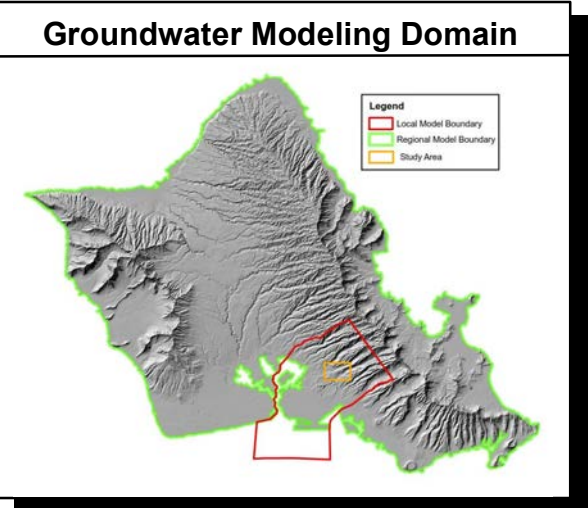 Groundwater Modeling Domain
Legend
Local Model Boundary
Regional Model Boundary
Study Area